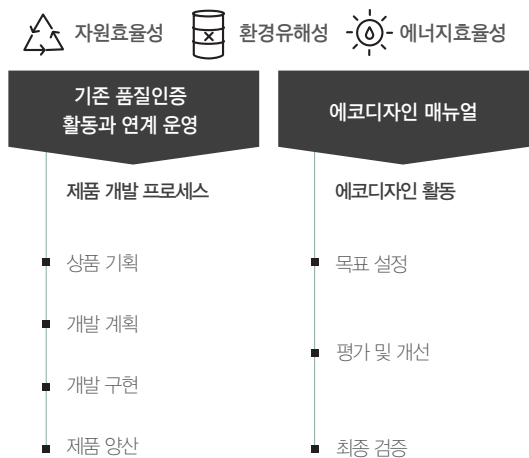 자원효율성 환경유해성 에너지효율성
기존 품질인증
활동과 연계 운영
제품 개발 프로세스
상품 기획
개발 계획
개발 구현
제품 양산
에코디자인 매뉴얼
에코디자인 활동
목표 설정
평가 및 개선
최종 검증